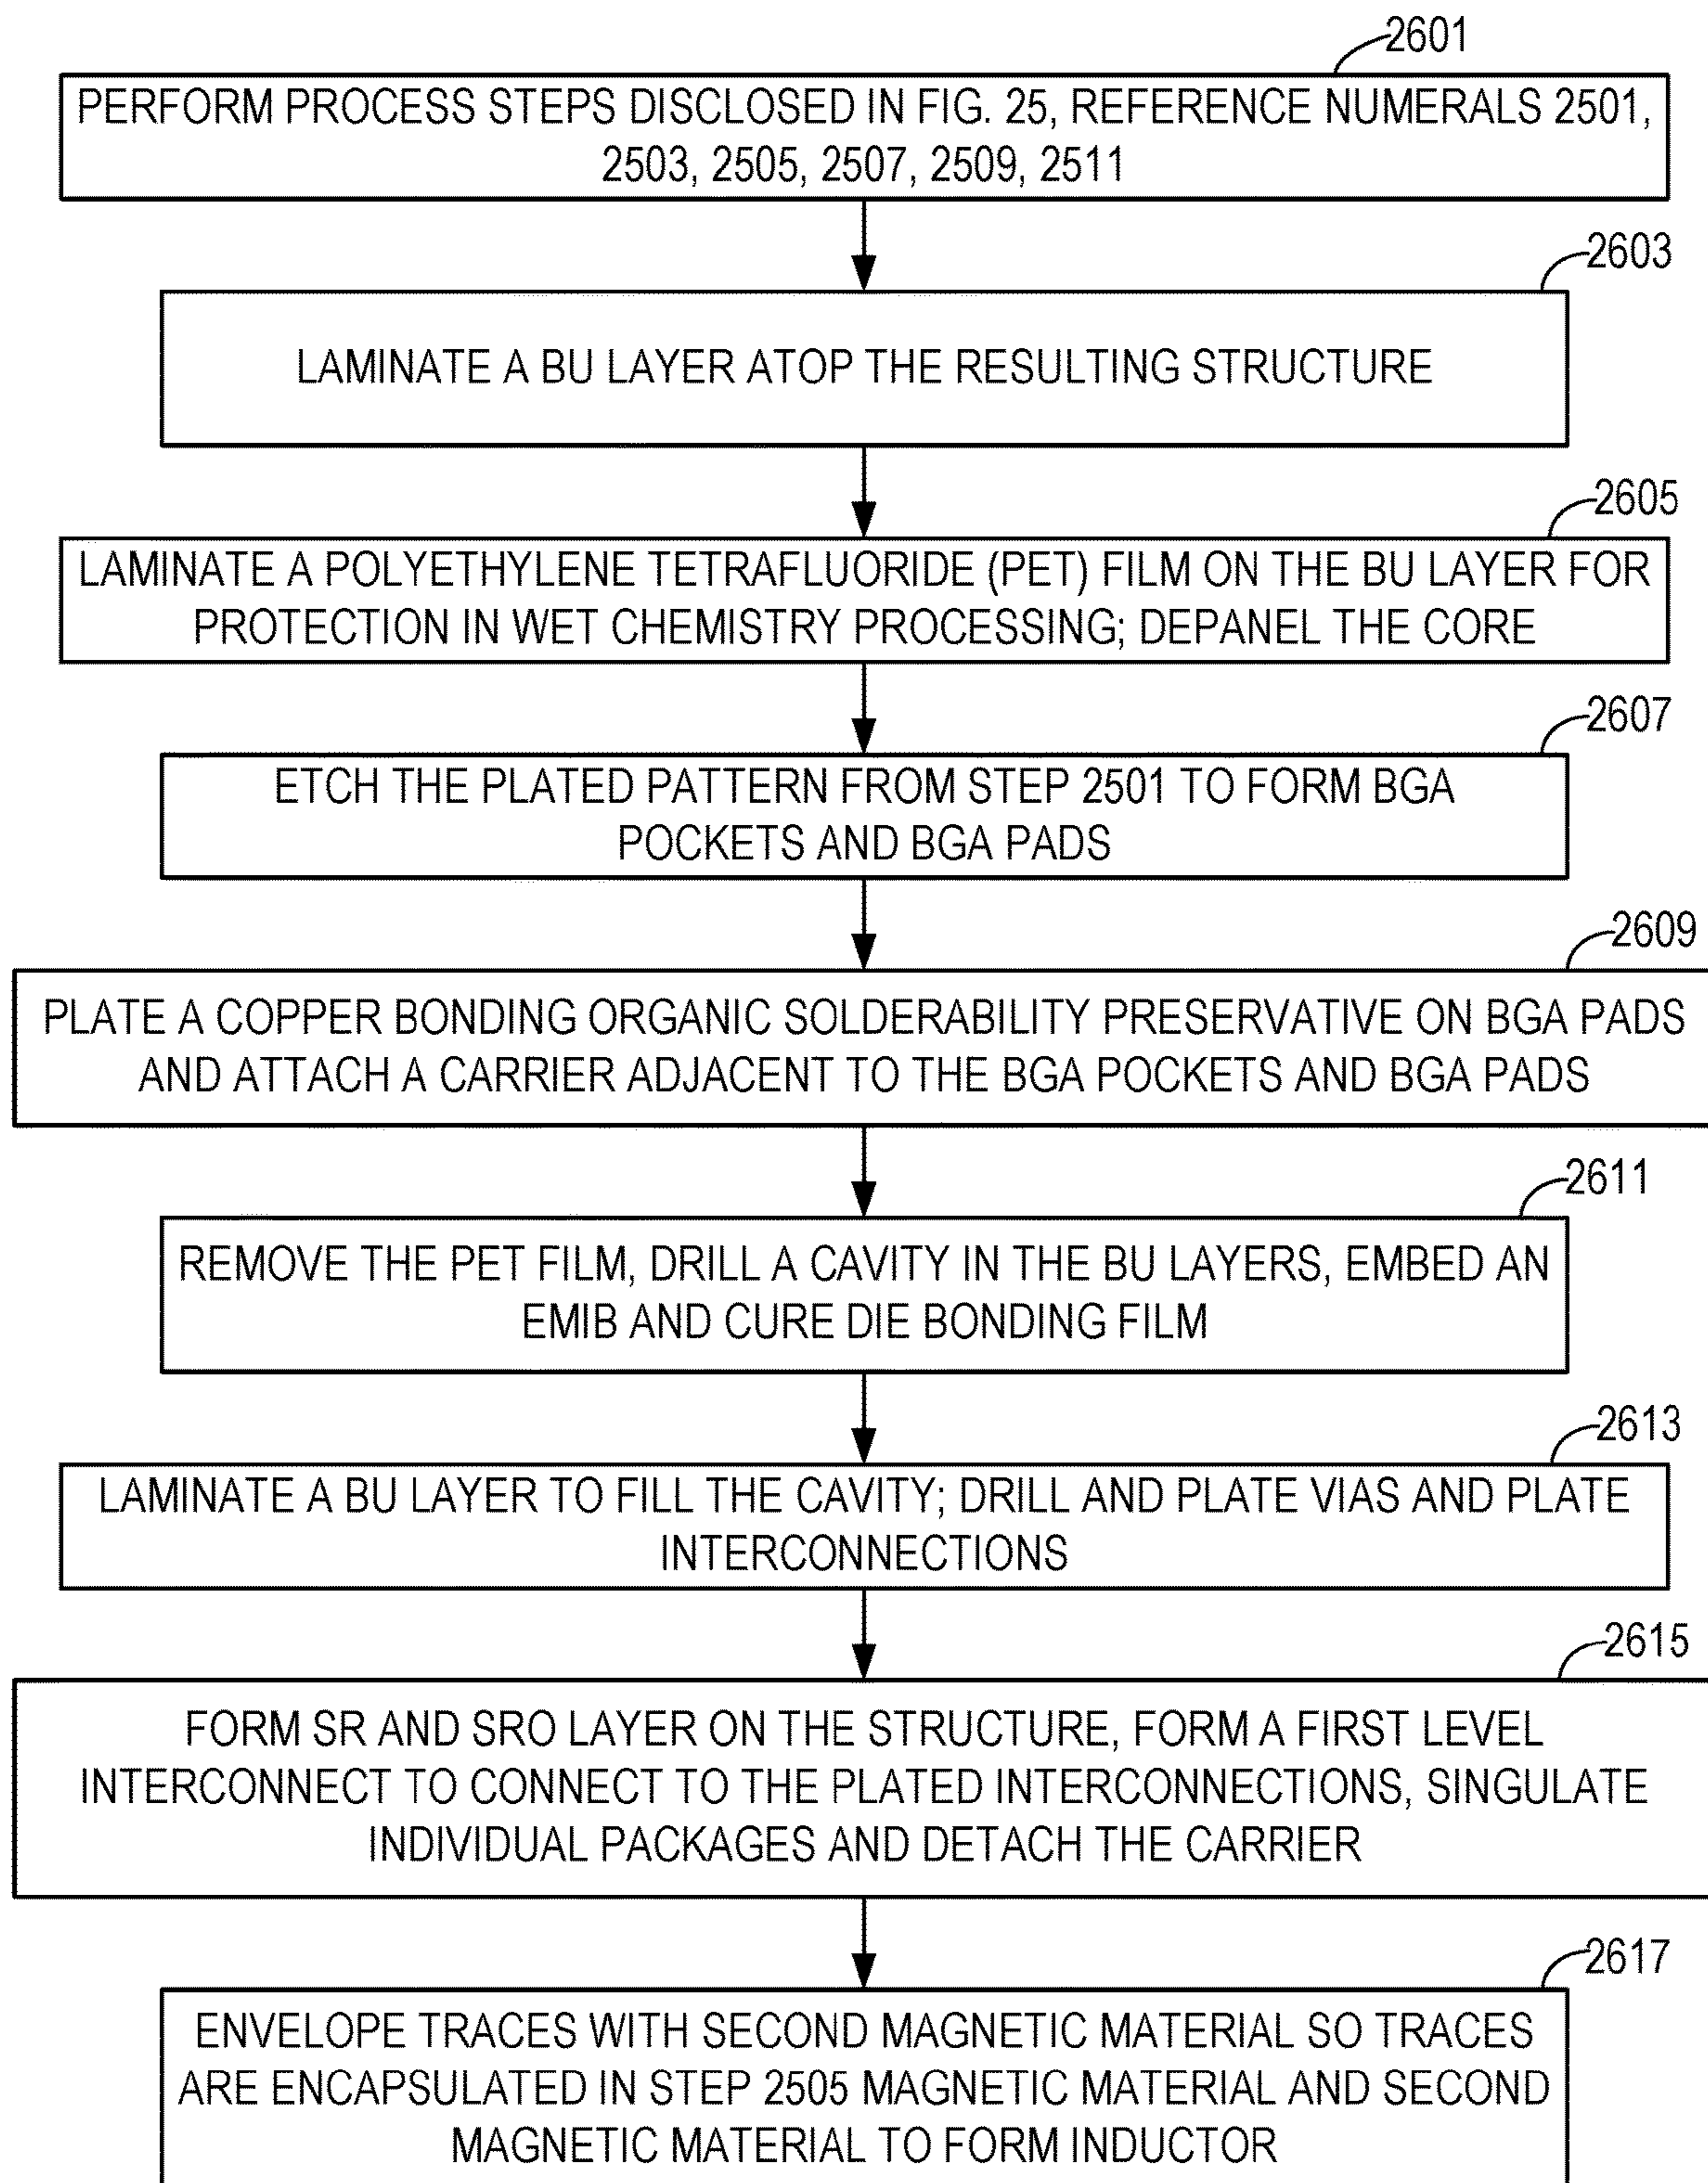 2601
PERFORM PROCESS STEPS DISCLOSED IN FIG. 25, REFERENCE NUMERALS 2501,
2503, 2505, 2507, 2509, 2511
2603
LAMINATE A BU LAYER ATOP THE RESULTING STRUCTURE
2605
LAMINATE A POLYETHYLENE TETRAFLUORIDE (PET) FILM ON THE BU LAYER FOR
PROTECTION IN WET CHEMISTRY PROCESSING; DEPANEL THE CORE
2607
ETCH THE PLATED PATTERN FROM STEP 2501 TO FORM BGA
POCKETS AND BGA PADS
2609
PLATE A COPPER BONDING ORGANIC SOLDERABILITY PRESERVATIVE ON BGA PADS
AND ATTACH A CARRIER ADJACENT TO THE BGA POCKETS AND BGA PADS
2611
REMOVE THE PET FILM, DRILL A CAVITY IN THE BU LAYERS, EMBED AN
EMIB AND CURE DIE BONDING FILM
2613
LAMINATE A BU LAYER TO FILL THE CAVITY; DRILL AND PLATE VIAS AND PLATE
INTERCONNECTIONS
2615
FORM SR AND SRO LAYER ON THE STRUCTURE, FORM A FIRST LEVEL
INTERCONNECT TO CONNECT TO THE PLATED INTERCONNECTIONS, SINGULATE
INDIVIDUAL PACKAGES AND DETACH THE CARRIER
2617
ENVELOPE TRACES WITH SECOND MAGNETIC MATERIAL SO TRACES
ARE ENCAPSULATED IN STEP 2505 MAGNETIC MATERIAL AND SECOND
MAGNETIC MATERIAL TO FORM INDUCTOR